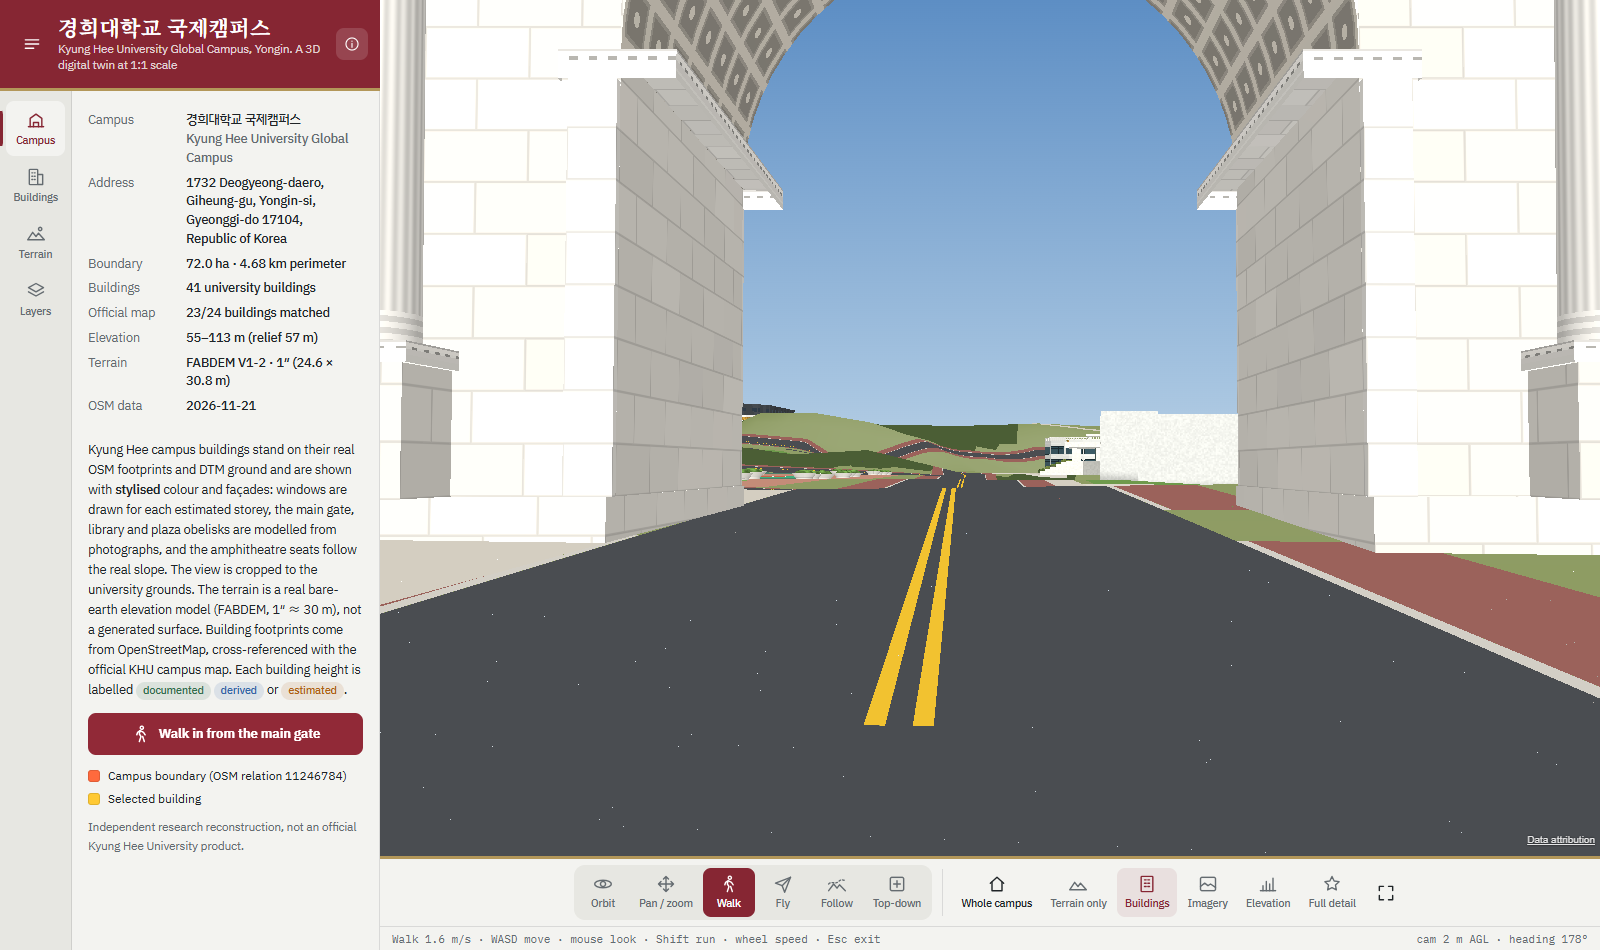 경희대학교 국제캠퍼스
Kyung Hee University Global Campus, Yongin. A 3D
digital twin at 1:1 scale
Campus
Buildings
Terrain
Layers
Campus 경희대학교 국제캠퍼스
Kyung Hee University Global
Campus
Address 1732 Deogyeong-daero,
Giheung-gu, Yongin-si,
Gyeonggi-do 17104,
Republic of Korea
Boundary 72.0 ha · 4.68 km perimeter
Buildings 41 university buildings
Official map 23/24 buildings matched
Elevation 55–113 m (relief 57 m)
Terrain FABDEM V1-2 · 1″ (24.6 ×
30.8 m)
OSM data 2026-11-21
Kyung Hee campus buildings stand on their real
OSM footprints and DTM ground and are shown
with stylised colour and façades: windows are
drawn for each estimated storey, the main gate,
library and plaza obelisks are modelled from
photographs, and the amphitheatre seats follow
the real slope. The view is cropped to the
university grounds. The terrain is a real bare-
earth elevation model (FABDEM, 1″ ≈ 30 m), not
a generated surface. Building footprints come
from OpenStreetMap, cross-referenced with the
official KHU campus map. Each building height is
labelled documented derived or estimated.
Walk in from the main gate
Campus boundary (OSM relation 11246784)
Selected building
Independent research reconstruction, not an official
Kyung Hee University product.
Data attribution
Orbit
Pan / zoom
Walk
Fly
Follow
Top-down
Whole campus
Terrain only
Buildings
Imagery
Elevation
Full detail
Walk 1.6 m/s · WASD move · mouse look · Shift run · wheel speed · Esc exit
cam 2 m AGL · heading 178°